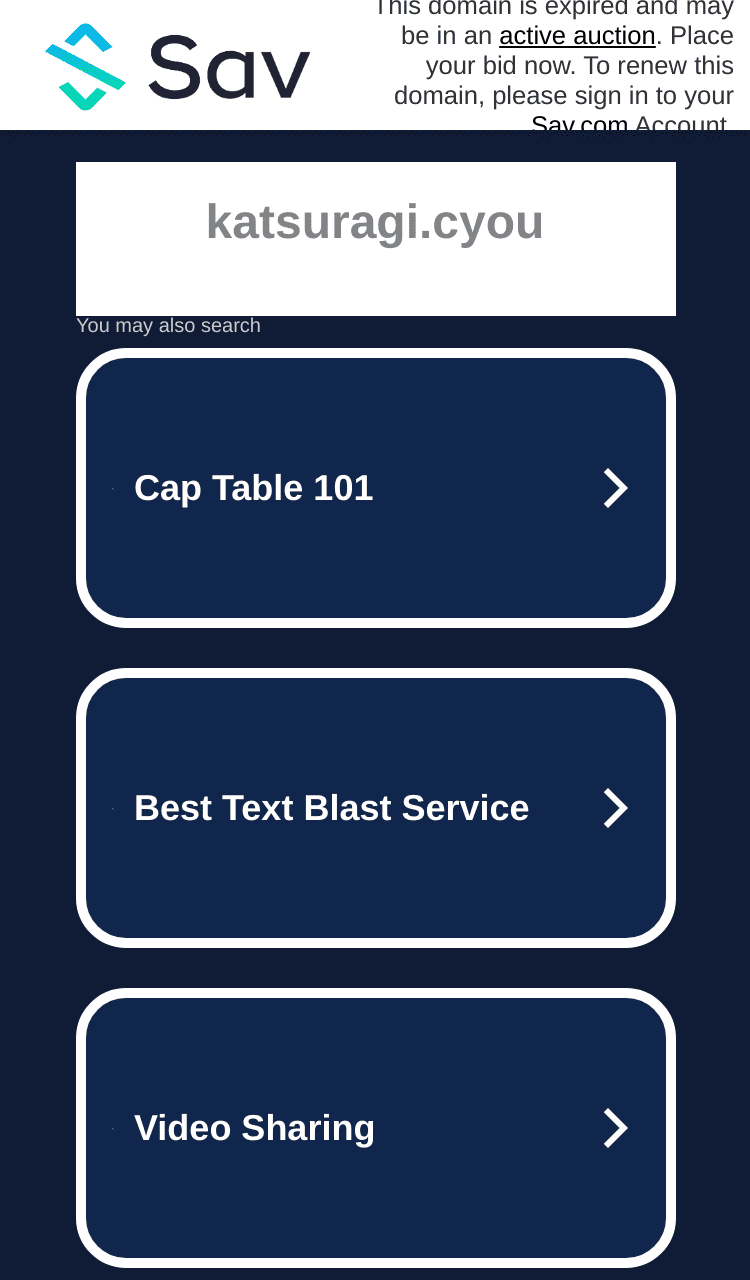 Sav
This domain is expired and may
be in an active auction. Place
your bid now. To renew this
domain, please sign in to your
Sav.com Account.
katsuragi.cyou
You may also search
Cap Table 101
Best Text Blast Service
Video Sharing